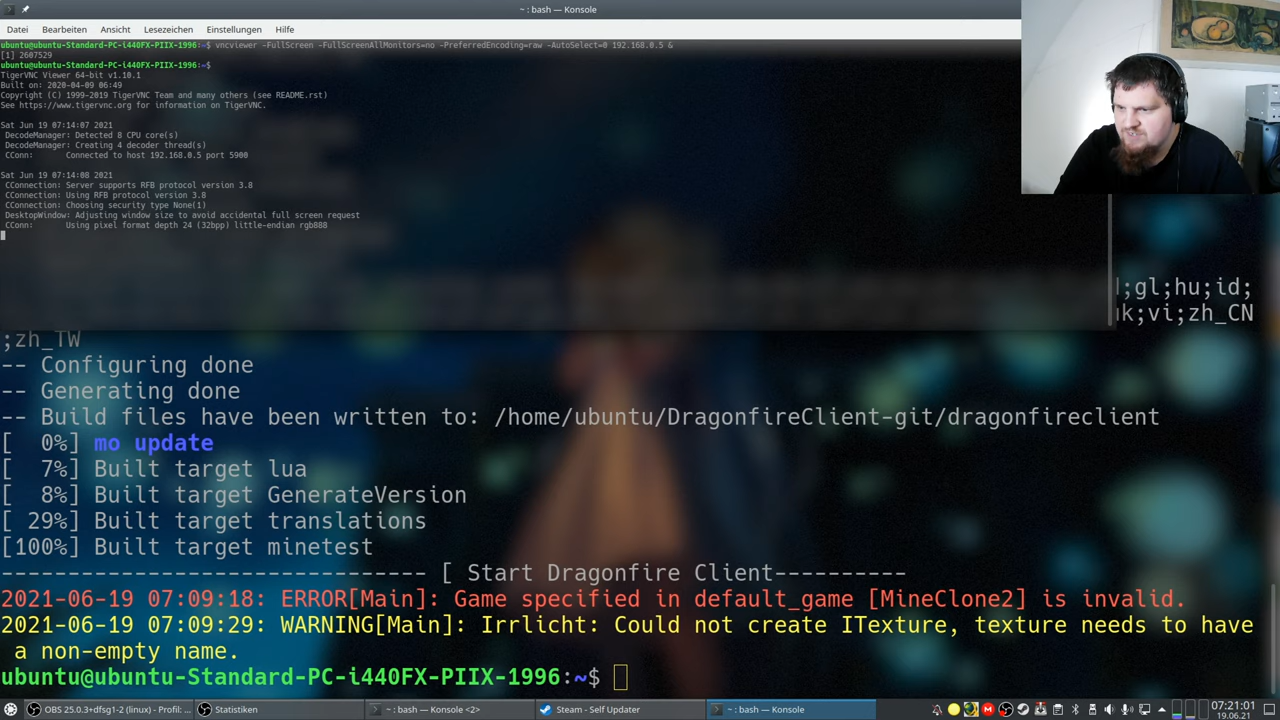 ~ : bash — Konsole
Datei Bearbeiten Ansicht Lesezeichen Einstellungen Hilfe
ubuntu@ubuntu-Standard-PC-i440FX-PIIX-1996:~$ vncviewer -FullScreen -FullScreenAllMonitors=no -PreferredEncoding=raw -AutoSelect=0 192.168.0.5 &
[1] 2607529
ubuntu@ubuntu-Standard-PC-i440FX-PIIX-1996:~$
TigerVNC Viewer 64-bit v1.10.1
Built on: 2020-04-09 06:49
Copyright (C) 1999-2019 TigerVNC Team and many others (see README.rst)
See https://www.tigervnc.org for information on TigerVNC.
Sat Jun 19 07:14:07 2021
DecodeManager: Detected 8 CPU core(s)
DecodeManager: Creating 4 decoder thread(s)
CConn: Connected to host 192.168.0.5 port 5900
Sat Jun 19 07:14:08 2021
CConnection: Server supports RFB protocol version 3.8
CConnection: Using RFB protocol version 3.8
CConnection: Choosing security type None(1)
DesktopWindow: Adjusting window size to avoid accidental full screen request
CConn: Using pixel format depth 24 (32bpp) little-endian rgb888
;gl;hu;id;
;vi;zh_CN
;zh_TW
-- Configuring done
-- Generating done
-- Build files have been written to: /home/ubuntu/DragonfireClient-git/dragonfireclient
[  0%] mo update
[  7%] Built target lua
[  8%] Built target GenerateVersion
[ 29%] Built target translations
[100%] Built target minetest
-------------------------------- [ Start Dragonfire Client----------
2021-06-19 07:09:18: ERROR[Main]: Game specified in default_game [MineClone2] is invalid.
2021-06-19 07:09:29: WARNING[Main]: Irrlicht: Could not create ITexture, texture needs to have
a non-empty name.
ubuntu@ubuntu-Standard-PC-i440FX-PIIX-1996:~$
OBS 25.0.3+dfsg1-2 (linux) - Profil: ... Statistiken ~ : bash — Konsole <2> Steam - Self Updater ~ : bash — Konsole 07:21:01
19.06.21